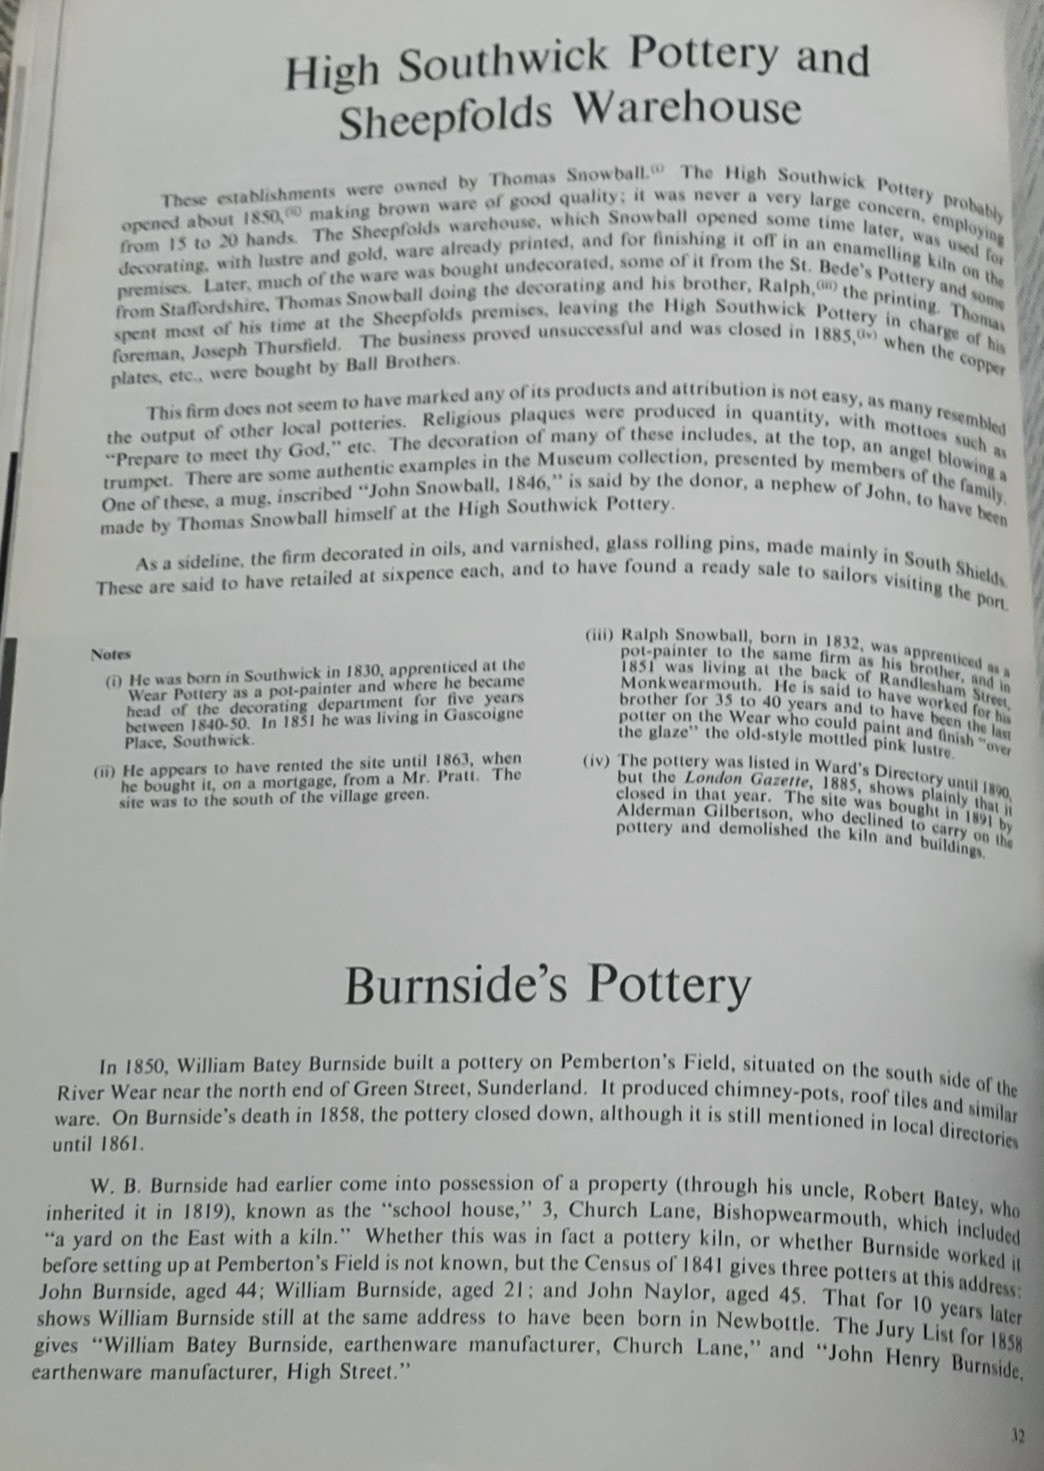 High Southwick Pottery and
Sheepfolds Warehouse
These establishments were owned by Thomas Snowball.(i) The High Southwick Pottery probably
opened about 1850,(ii) making brown ware of good quality; it was never a very large concern, employing
from 15 to 20 hands. The Sheepfolds warehouse, which Snowball opened some time later, was used for
decorating, with lustre and gold, ware already printed, and for finishing it off in an enamelling kiln on the
premises. Later, much of the ware was bought undecorated, some of it from the St. Bede's Pottery and some
from Staffordshire, Thomas Snowball doing the decorating and his brother, Ralph,(iii) the printing. Thomas
spent most of his time at the Sheepfolds premises, leaving the High Southwick Pottery in charge of his
foreman, Joseph Thursfield. The business proved unsuccessful and was closed in 1885,(iv) when the copper
plates, etc., were bought by Ball Brothers.
This firm does not seem to have marked any of its products and attribution is not easy, as many resembled
the output of other local potteries. Religious plaques were produced in quantity, with mottoes such as
"Prepare to meet thy God," etc. The decoration of many of these includes, at the top, an angel blowing a
trumpet. There are some authentic examples in the Museum collection, presented by members of the family.
One of these, a mug, inscribed "John Snowball, 1846," is said by the donor, a nephew of John, to have been
made by Thomas Snowball himself at the High Southwick Pottery.
As a sideline, the firm decorated in oils, and varnished, glass rolling pins, made mainly in South Shields.
These are said to have retailed at sixpence each, and to have found a ready sale to sailors visiting the port.
Notes
(i) He was born in Southwick in 1830, apprenticed at the
Wear Pottery as a pot-painter and where he became
head of the decorating department for five years
between 1840-50. In 1851 he was living in Gascoigne
Place, Southwick.
(ii) He appears to have rented the site until 1863, when
he bought it, on a mortgage, from a Mr. Pratt. The
site was to the south of the village green.
(iii) Ralph Snowball, born in 1832, was apprenticed as a
pot-painter to the same firm as his brother, and in
1851 was living at the back of Randlesham Street,
Monkwearmouth. He is said to have worked for his
brother for 35 to 40 years and to have been the last
potter on the Wear who could paint and finish "over
the glaze" the old-style mottled pink lustre.
(iv) The pottery was listed in Ward's Directory until 1890,
but the London Gazette, 1885, shows plainly that it
closed in that year. The site was bought in 1891 by
Alderman Gilbertson, who declined to carry on the
pottery and demolished the kiln and buildings.
Burnside's Pottery
In 1850, William Batey Burnside built a pottery on Pemberton's Field, situated on the south side of the
River Wear near the north end of Green Street, Sunderland. It produced chimney-pots, roof tiles and similar
ware. On Burnside's death in 1858, the pottery closed down, although it is still mentioned in local directories
until 1861.
W. B. Burnside had earlier come into possession of a property (through his uncle, Robert Batey, who
inherited it in 1819), known as the "school house," 3, Church Lane, Bishopwearmouth, which included
"a yard on the East with a kiln." Whether this was in fact a pottery kiln, or whether Burnside worked it
before setting up at Pemberton's Field is not known, but the Census of 1841 gives three potters at this address:
John Burnside, aged 44; William Burnside, aged 21; and John Naylor, aged 45. That for 10 years later
shows William Burnside still at the same address to have been born in Newbottle. The Jury List for 1858
gives "William Batey Burnside, earthenware manufacturer, Church Lane," and "John Henry Burnside,
earthenware manufacturer, High Street."
32